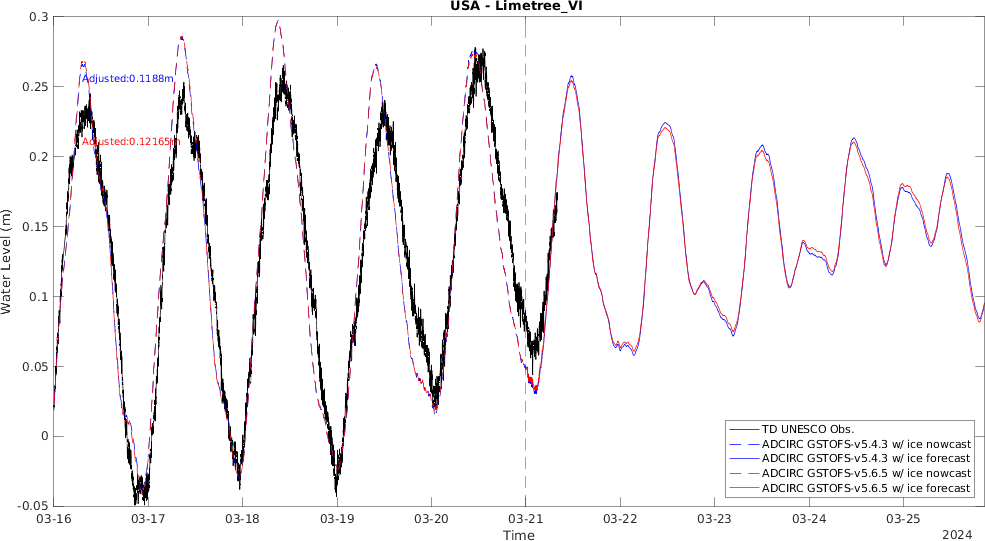 USA - Limetree_VI
0.3
0.25
0.2
0.15
0.1
0.05
0
-0.05
Water Level (m)
Adjusted:0.1188m
Adjusted:0.12165m
TD UNESCO Obs.
ADCIRC GSTOFS-v5.4.3 w/ ice nowcast
ADCIRC GSTOFS-v5.4.3 w/ ice forecast
ADCIRC GSTOFS-v5.6.5 w/ ice nowcast
ADCIRC GSTOFS-v5.6.5 w/ ice forecast
03-16 03-17 03-18 03-19 03-20 03-21 03-22 03-23 03-24 03-25
Time
2024